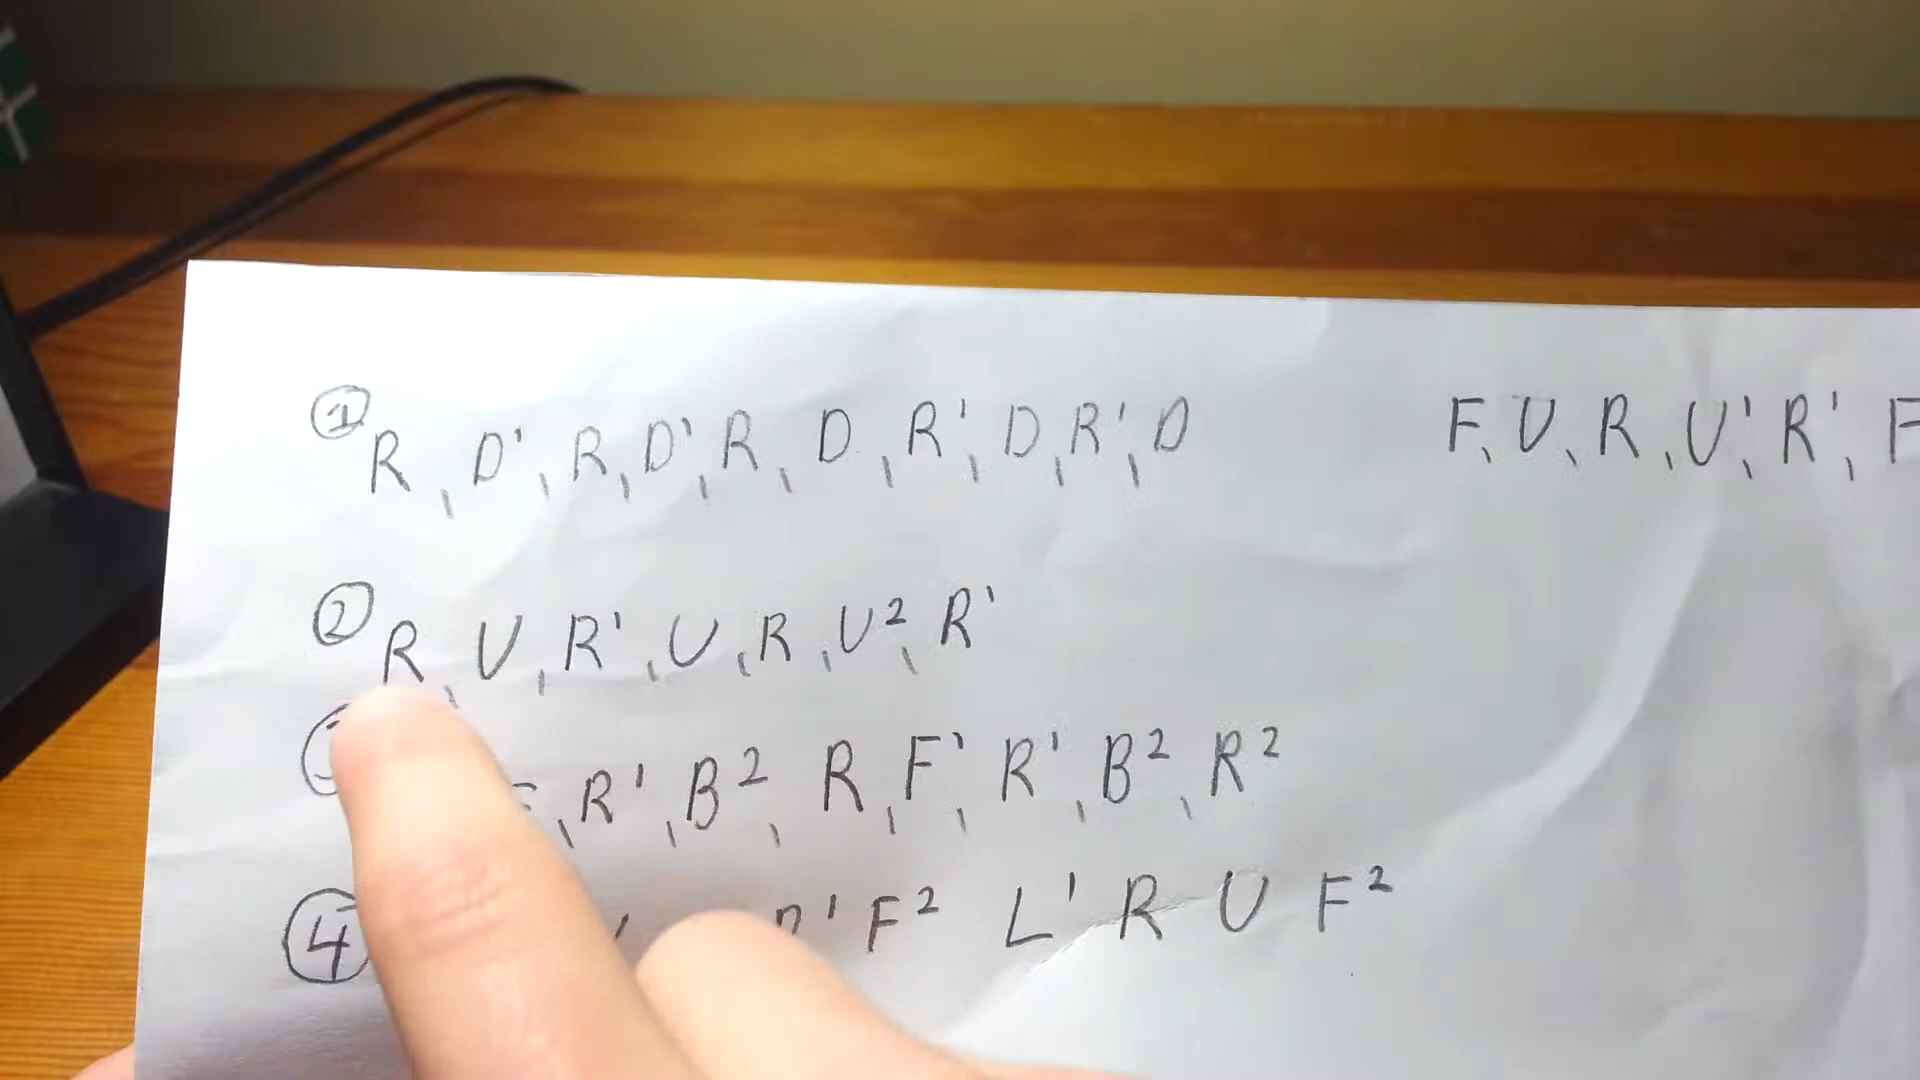 ① R, D', R, D', R, D, R', D, R', D
F, U, R, U', R', F
② R, U, R', U, R, U², R'
R', B², R, F', R', B², R²
④ F² L' R U F²